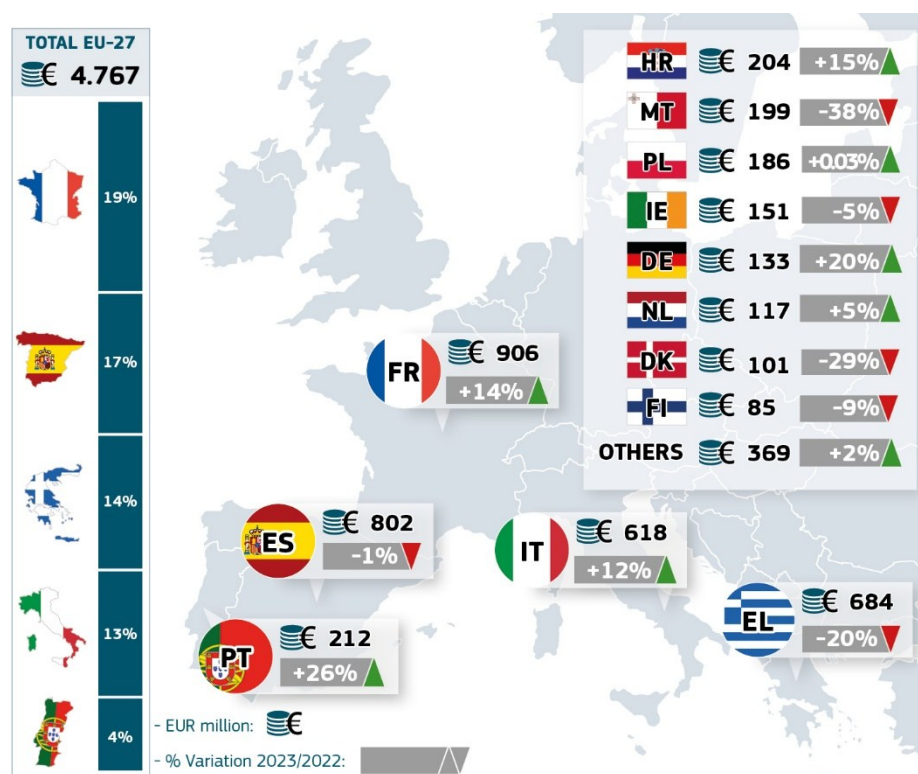 TOTAL EU-27
€ 4.767
19%
17%
14%
13%
4%
HR € 204 +15%
MT € 199 -38%
PL € 186 +0.03%
IE € 151 -5%
DE € 133 +20%
NL € 117 +5%
DK € 101 -29%
FI € 85 -9%
OTHERS € 369 +2%
FR € 906
+14%
ES € 802
-1%
IT € 618
+12%
EL € 684
-20%
PT € 212
+26%
- EUR million: €
- % Variation 2023/2022: